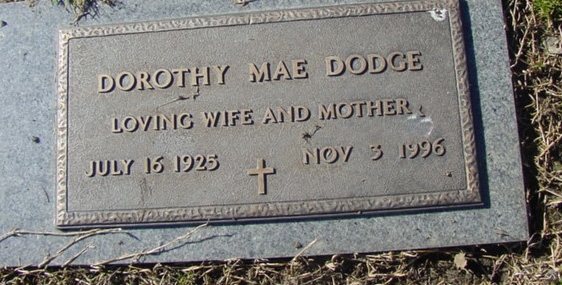 DOROTHY MAE DODGE
LOVING WIFE AND MOTHER
JULY 16 1925 NOV 3 1996